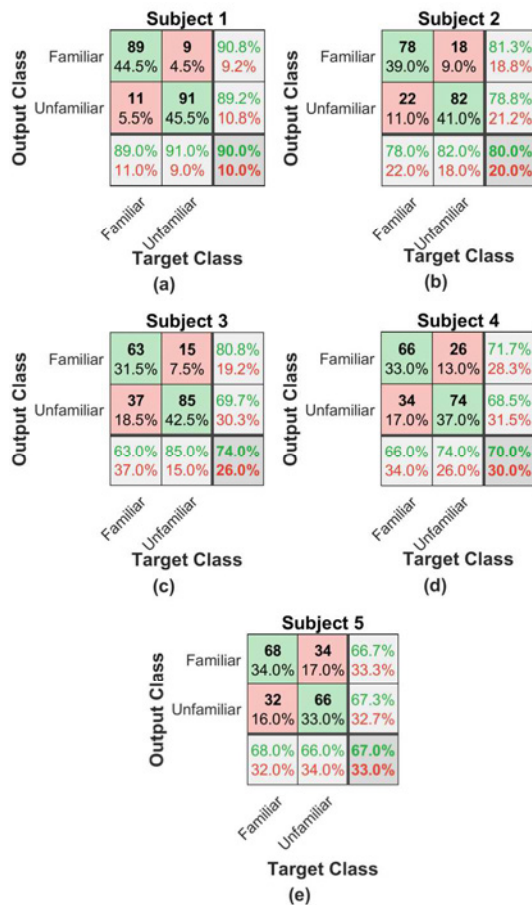 Subject 1
Output Class
Familiar
89 9 90.8%
44.5% 4.5% 9.2%
Unfamiliar
11 91 89.2%
5.5% 45.5% 10.8%
89.0% 91.0% 90.0%
11.0% 9.0% 10.0%
Familiar
Unfamiliar
Target Class
(a)
Subject 2
Output Class
Familiar
78 18 81.3%
39.0% 9.0% 18.8%
Unfamiliar
22 82 78.8%
11.0% 41.0% 21.2%
78.0% 82.0% 80.0%
22.0% 18.0% 20.0%
Familiar
Unfamiliar
Target Class
(b)
Subject 3
Output Class
Familiar
63 15 80.8%
31.5% 7.5% 19.2%
Unfamiliar
37 85 69.7%
18.5% 42.5% 30.3%
63.0% 85.0% 74.0%
37.0% 15.0% 26.0%
Familiar
Unfamiliar
Target Class
(c)
Subject 4
Output Class
Familiar
66 26 71.7%
33.0% 13.0% 28.3%
Unfamiliar
34 74 68.5%
17.0% 37.0% 31.5%
66.0% 74.0% 70.0%
34.0% 26.0% 30.0%
Familiar
Unfamiliar
Target Class
(d)
Subject 5
Output Class
Familiar
68 34 66.7%
34.0% 17.0% 33.3%
Unfamiliar
32 66 67.3%
16.0% 33.0% 32.7%
68.0% 66.0% 67.0%
32.0% 34.0% 33.0%
Familiar
Unfamiliar
Target Class
(e)